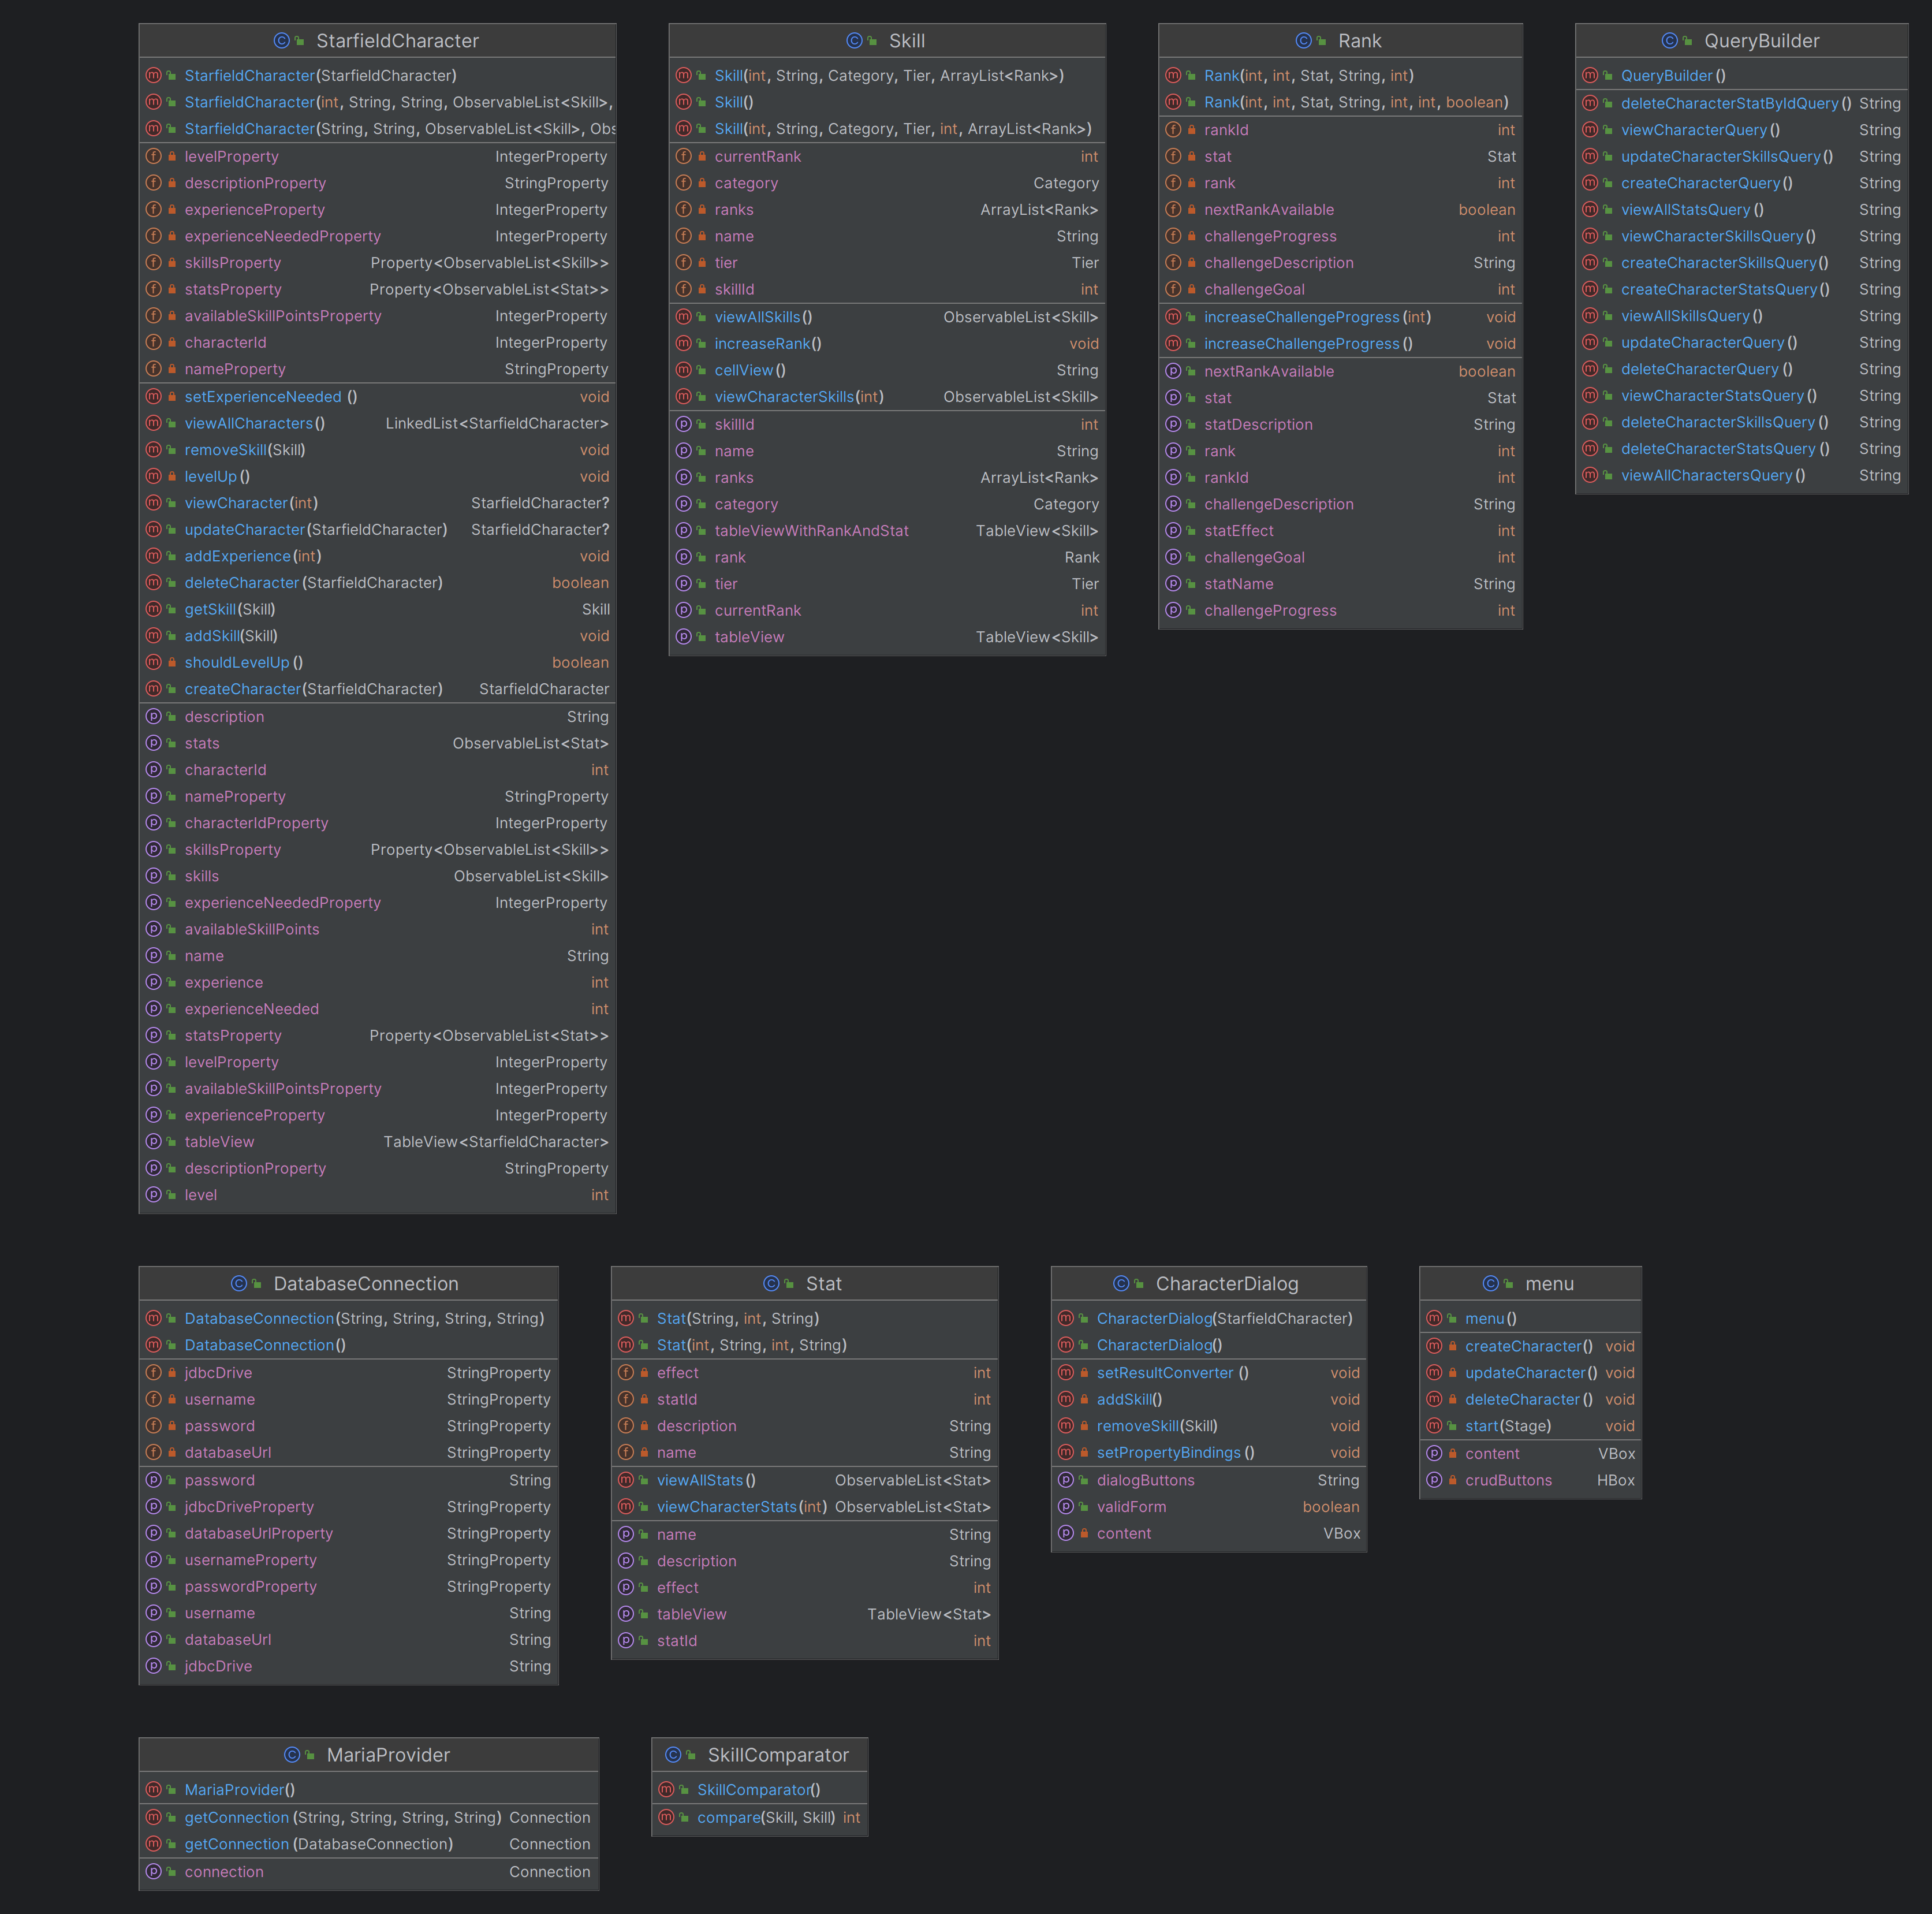 StarfieldCharacter
StarfieldCharacter(StarfieldCharacter)
StarfieldCharacter(int, String, String, ObservableList<Skill>,
StarfieldCharacter(String, String, ObservableList<Skill>, Obs
levelProperty IntegerProperty
descriptionProperty StringProperty
experienceProperty IntegerProperty
experienceNeededProperty IntegerProperty
skillsProperty Property<ObservableList<Skill>>
statsProperty Property<ObservableList<Stat>>
availableSkillPointsProperty IntegerProperty
characterId IntegerProperty
nameProperty StringProperty
setExperienceNeeded () void
viewAllCharacters() LinkedList<StarfieldCharacter>
removeSkill(Skill) void
levelUp() void
viewCharacter(int) StarfieldCharacter?
updateCharacter(StarfieldCharacter) StarfieldCharacter?
addExperience(int) void
deleteCharacter(StarfieldCharacter) boolean
getSkill(Skill) Skill
addSkill(Skill) void
shouldLevelUp() boolean
createCharacter(StarfieldCharacter) StarfieldCharacter
description String
stats ObservableList<Stat>
characterId int
nameProperty StringProperty
characterIdProperty IntegerProperty
skillsProperty Property<ObservableList<Skill>>
skills ObservableList<Skill>
experienceNeededProperty IntegerProperty
availableSkillPoints int
name String
experience int
experienceNeeded int
statsProperty Property<ObservableList<Stat>>
levelProperty IntegerProperty
availableSkillPointsProperty IntegerProperty
experienceProperty IntegerProperty
tableView TableView<StarfieldCharacter>
descriptionProperty StringProperty
level int
Skill
Skill(int, String, Category, Tier, ArrayList<Rank>)
Skill()
Skill(int, String, Category, Tier, int, ArrayList<Rank>)
currentRank int
category Category
ranks ArrayList<Rank>
name String
tier Tier
skillId int
viewAllSkills() ObservableList<Skill>
increaseRank() void
cellView() String
viewCharacterSkills(int) ObservableList<Skill>
skillId int
name String
ranks ArrayList<Rank>
category Category
tableViewWithRankAndStat TableView<Skill>
rank Rank
tier Tier
currentRank int
tableView TableView<Skill>
Rank
Rank(int, int, Stat, String, int)
Rank(int, int, Stat, String, int, int, boolean)
rankId int
stat Stat
rank int
nextRankAvailable boolean
challengeProgress int
challengeDescription String
challengeGoal int
increaseChallengeProgress(int) void
increaseChallengeProgress() void
nextRankAvailable boolean
stat Stat
statDescription String
rank int
rankId int
challengeDescription String
statEffect int
challengeGoal int
statName String
challengeProgress int
QueryBuilder
QueryBuilder()
deleteCharacterStatByIdQuery() String
viewCharacterQuery() String
updateCharacterSkillsQuery() String
createCharacterQuery() String
viewAllStatsQuery() String
viewCharacterSkillsQuery() String
createCharacterSkillsQuery() String
createCharacterStatsQuery() String
viewAllSkillsQuery() String
updateCharacterQuery() String
deleteCharacterQuery() String
viewCharacterStatsQuery() String
deleteCharacterSkillsQuery() String
deleteCharacterStatsQuery() String
viewAllCharactersQuery() String
DatabaseConnection
DatabaseConnection(String, String, String, String)
DatabaseConnection()
jdbcDrive StringProperty
username StringProperty
password StringProperty
databaseUrl StringProperty
password String
jdbcDriveProperty StringProperty
databaseUrlProperty StringProperty
usernameProperty StringProperty
passwordProperty StringProperty
username String
databaseUrl String
jdbcDrive String
Stat
Stat(String, int, String)
Stat(int, String, int, String)
effect int
statId int
description String
name String
viewAllStats() ObservableList<Stat>
viewCharacterStats(int) ObservableList<Stat>
name String
description String
effect int
tableView TableView<Stat>
statId int
CharacterDialog
CharacterDialog(StarfieldCharacter)
CharacterDialog()
setResultConverter () void
addSkill() void
removeSkill(Skill) void
setPropertyBindings() void
dialogButtons String
validForm boolean
content VBox
menu
menu()
createCharacter() void
updateCharacter() void
deleteCharacter() void
start(Stage) void
content VBox
crudButtons HBox
MariaProvider
MariaProvider()
getConnection (String, String, String, String) Connection
getConnection (DatabaseConnection) Connection
connection Connection
SkillComparator
SkillComparator()
compare(Skill, Skill) int